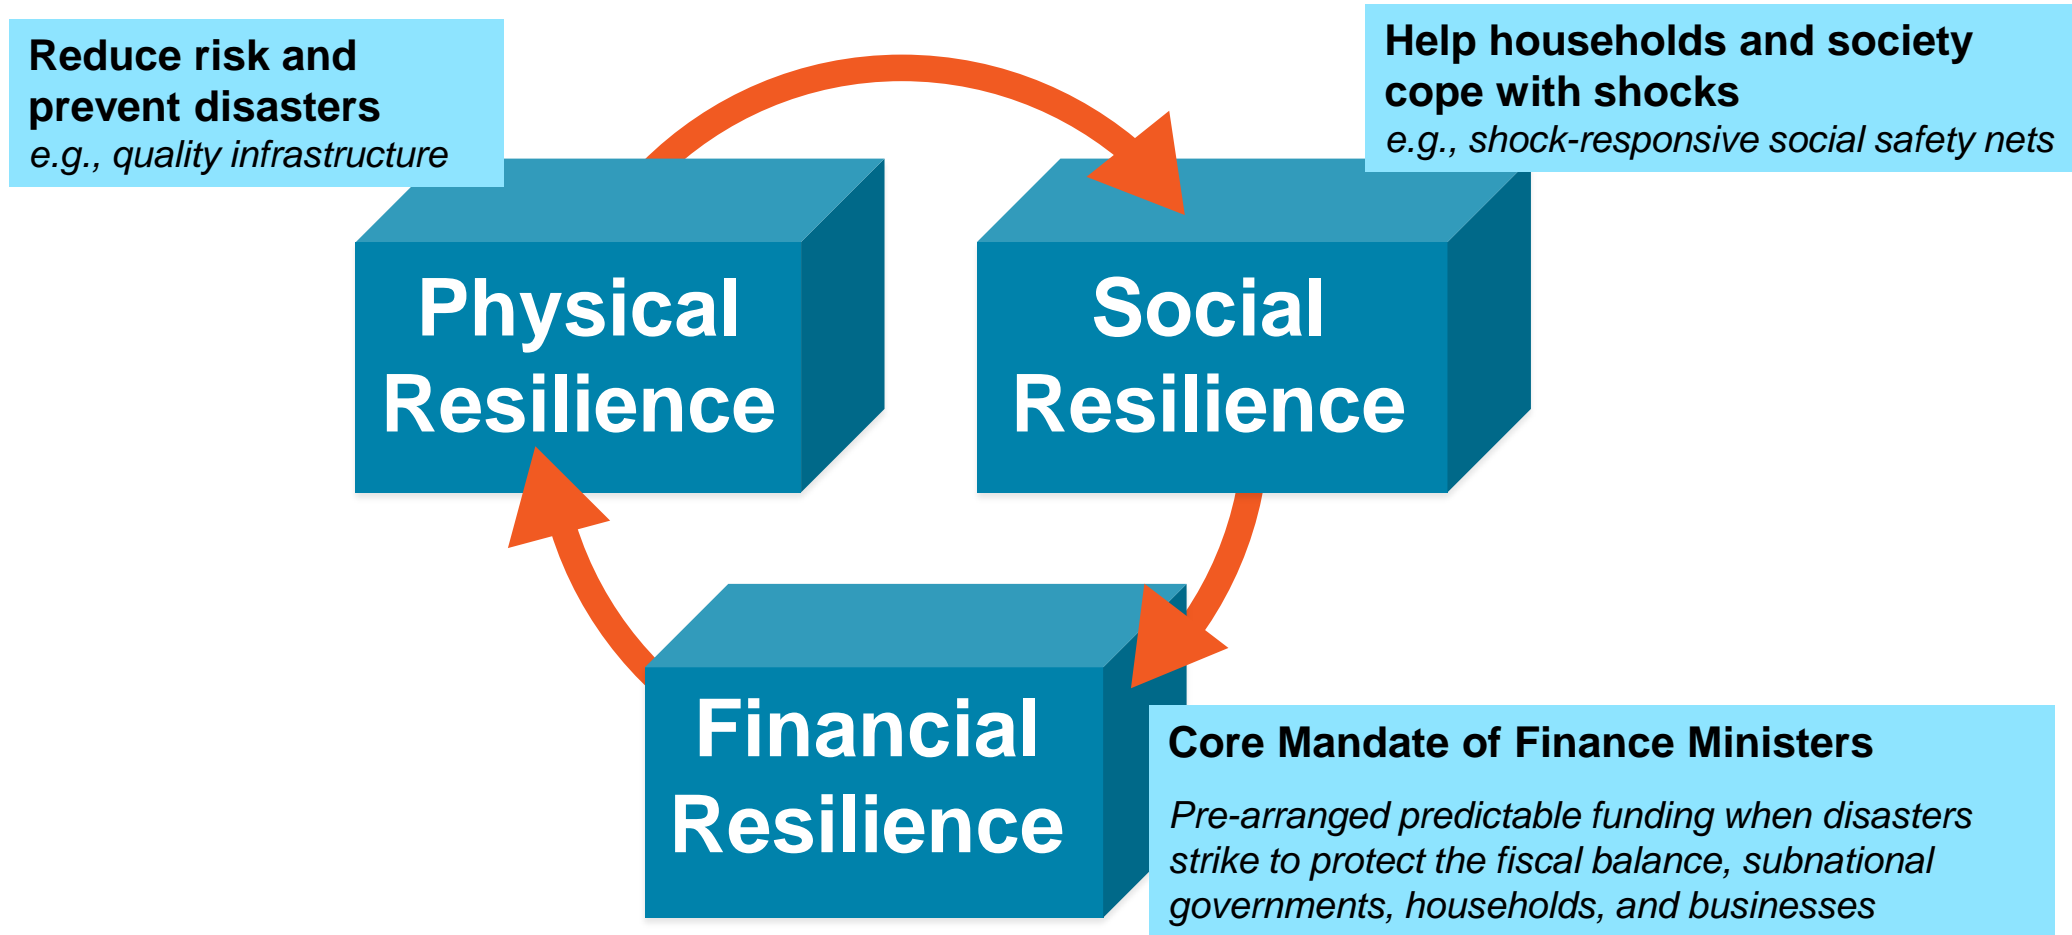 Reduce risk and
prevent disasters
e.g., quality infrastructure
Help households and society
cope with shocks
e.g., shock-responsive social safety nets
Physical
Resilience
Social
Resilience
Financial
Resilience
Core Mandate of Finance Ministers
Pre-arranged predictable funding when disasters
strike to protect the fiscal balance, subnational
governments, households, and businesses